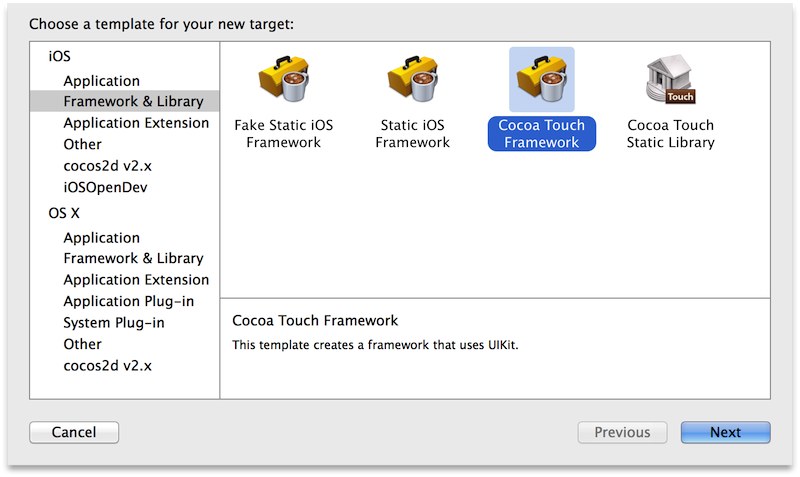 Choose a template for your new target:
iOS
Application
Framework & Library
Application Extension
Other
cocos2d v2.x
iOSOpenDev
OS X
Application
Framework & Library
Application Extension
Application Plug-in
System Plug-in
Other
cocos2d v2.x
Fake Static iOS
Framework
Static iOS
Framework
Cocoa Touch
Framework
Touch
Cocoa Touch
Static Library
Cocoa Touch Framework
This template creates a framework that uses UIKit.
Cancel
Previous
Next